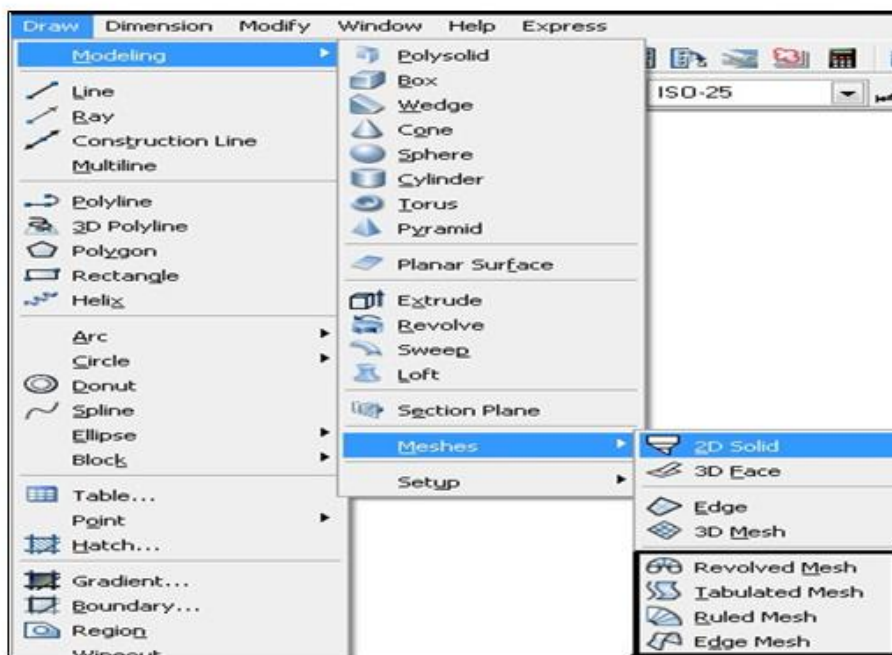 Draw Dimension Modify Window Help Express
Modeling
Line
Ray
Construction Line
Multiline
Polyline
3D Polyline
Polygon
Rectangle
Helix
Arc
Circle
Donut
Spline
Ellipse
Block
Table...
Point
Hatch...
Gradient...
Boundary...
Region
Polysolid
Box
Wedge
Cone
Sphere
Cylinder
Torus
Pyramid
Planar Surface
Extrude
Revolve
Sweep
Loft
Section Plane
Meshes
Setup
ISO-25
2D Solid
3D Face
Edge
3D Mesh
Revolved Mesh
Tabulated Mesh
Ruled Mesh
Edge Mesh